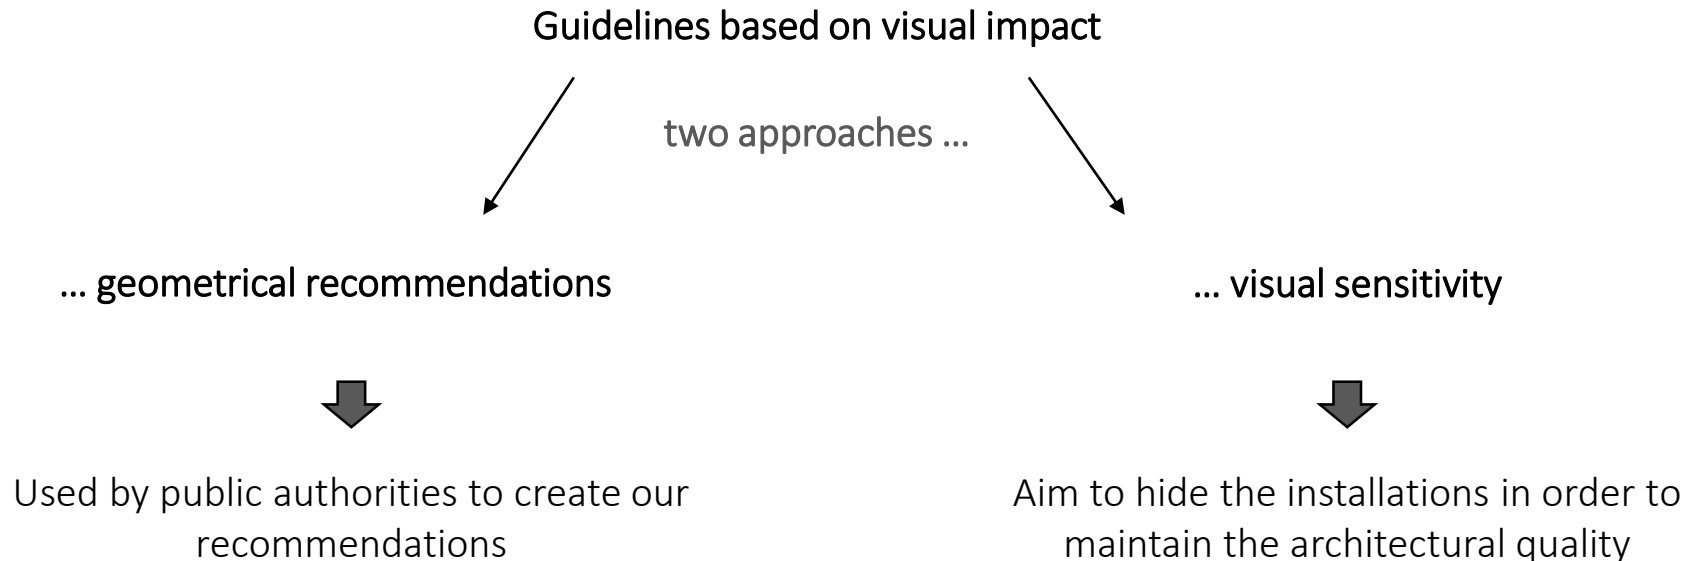 Guidelines based on visual impact
two approaches ...
... geometrical recommendations
... visual sensitivity
Used by public authorities to create our
recommendations
Aim to hide the installations in order to
maintain the architectural quality